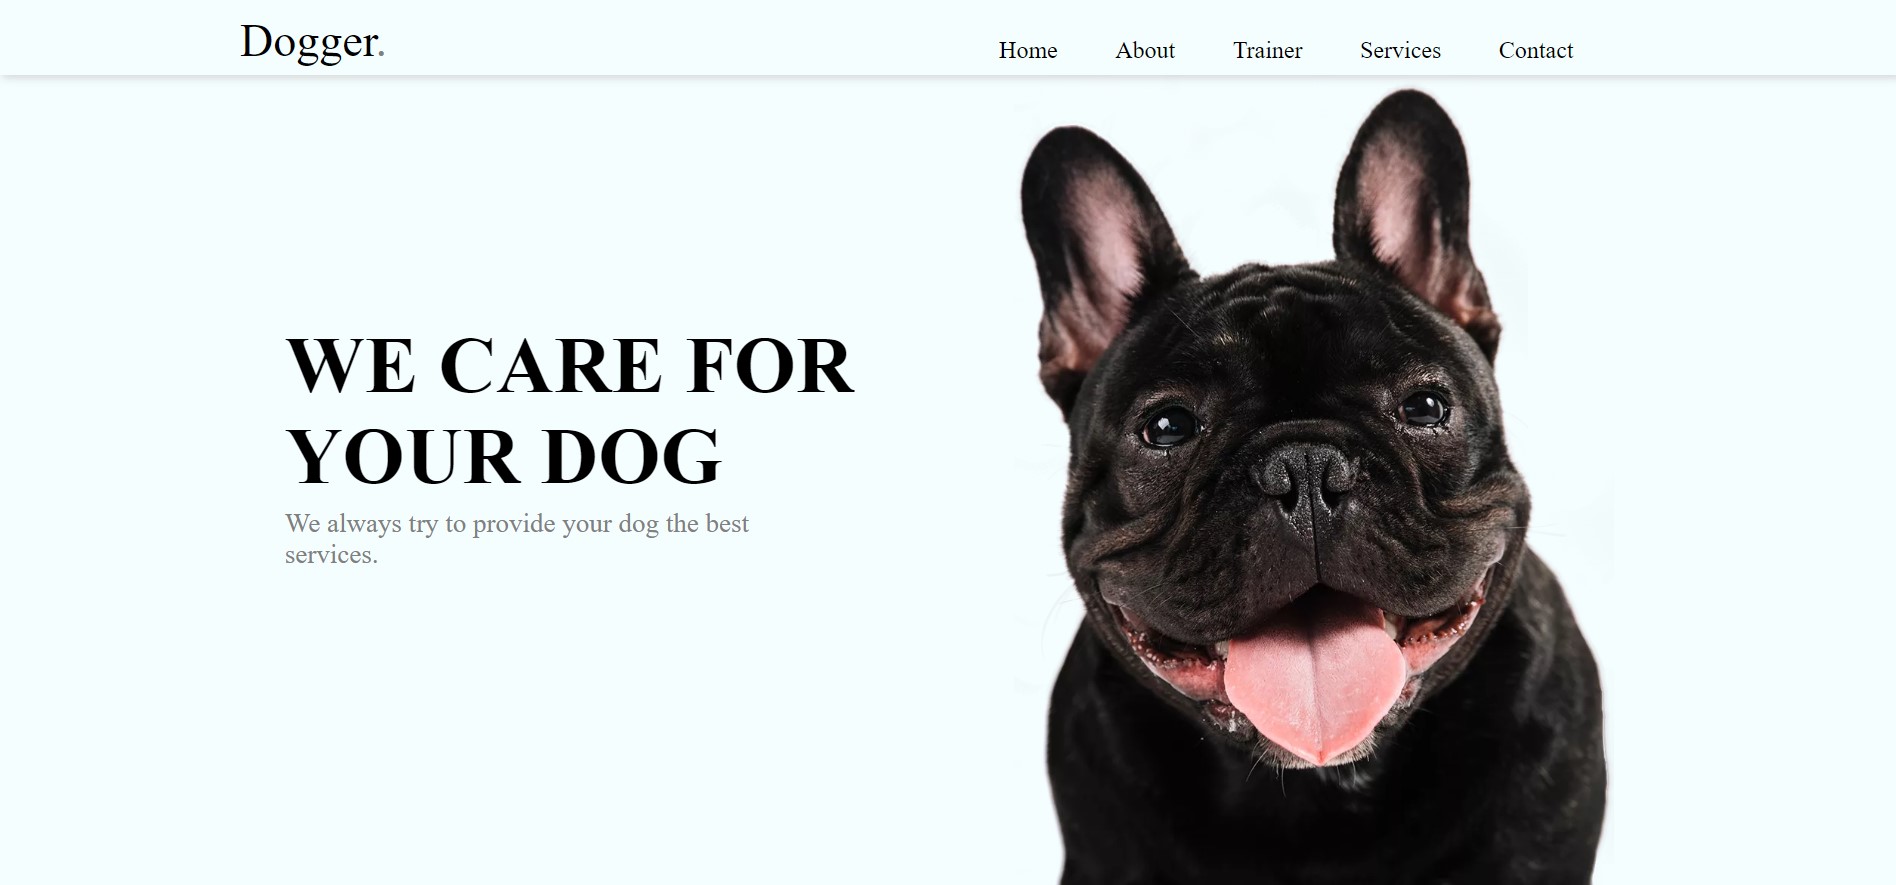 Dogger.
Home About Trainer Services Contact
WE CARE FOR
YOUR DOG
We always try to provide your dog the best
services.